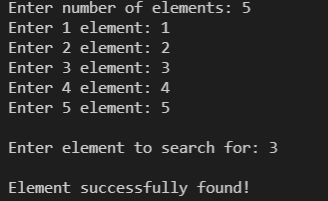 Enter number of elements: 5
Enter 1 element: 1
Enter 2 element: 2
Enter 3 element: 3
Enter 4 element: 4
Enter 5 element: 5
Enter element to search for: 3
Element successfully found!